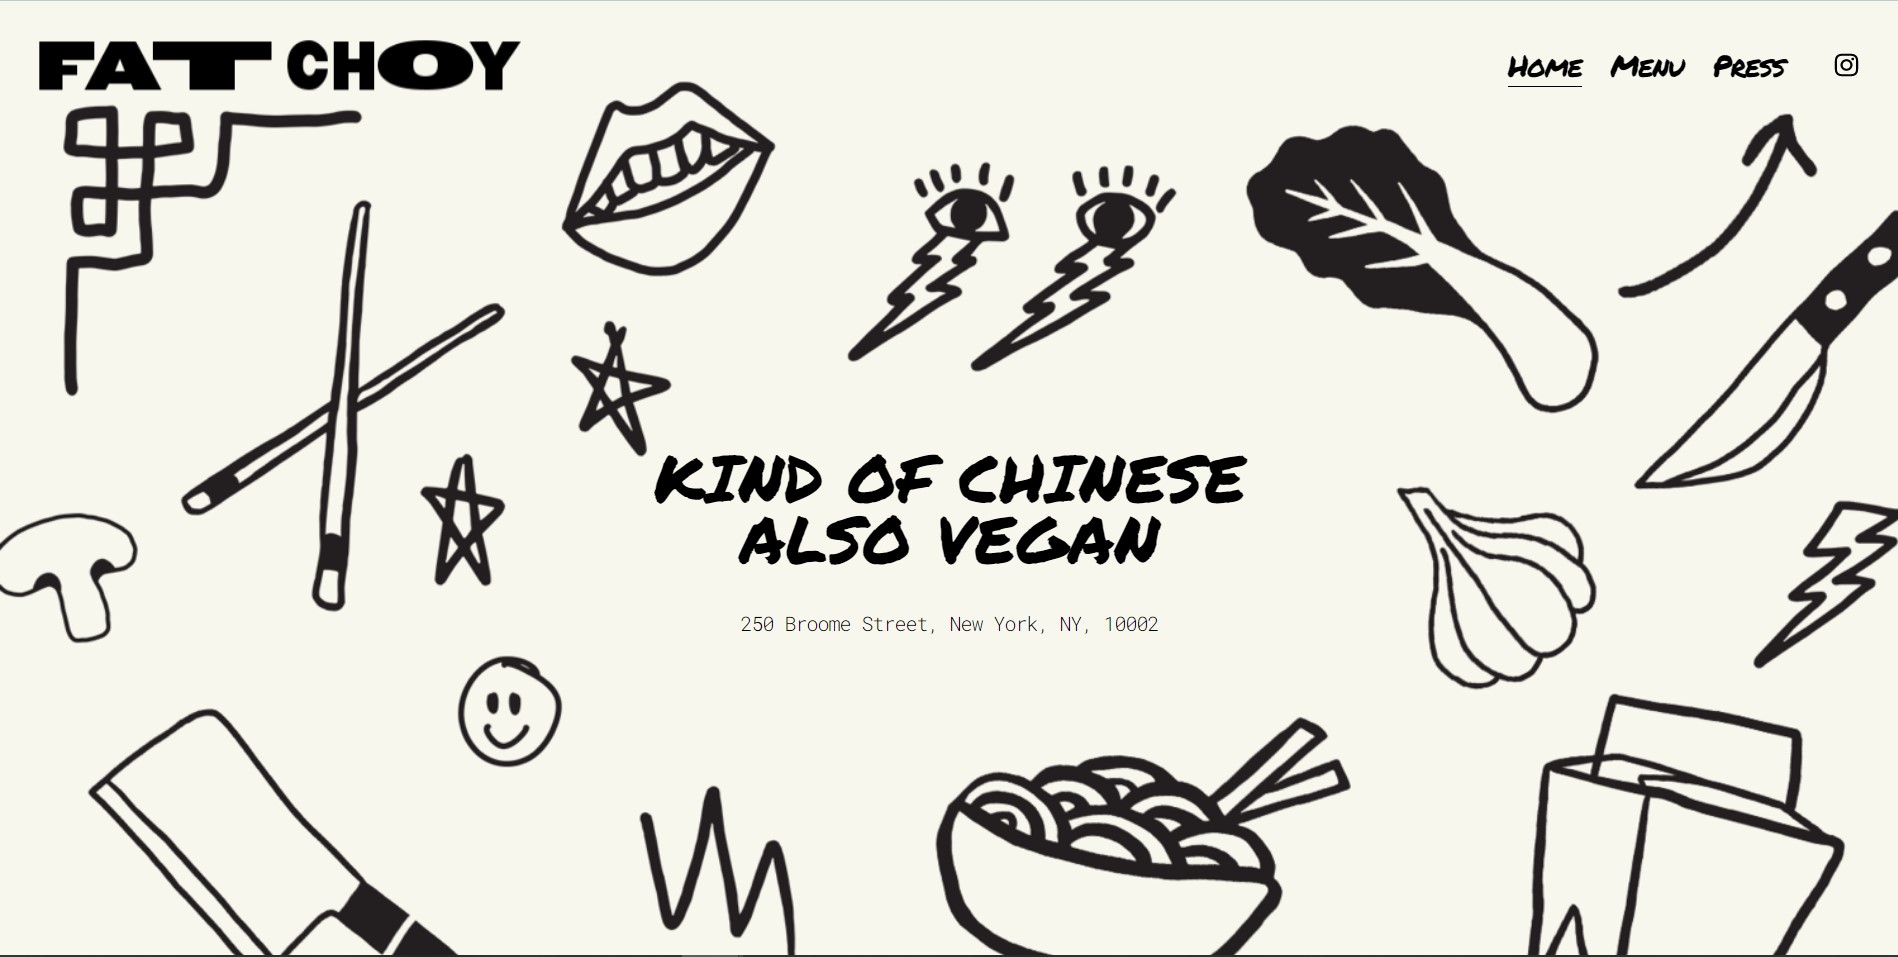 FAT CHOY
HOME MENU PRESS
KIND OF CHINESE
ALSO VEGAN
250 Broome Street, New York, NY, 10002